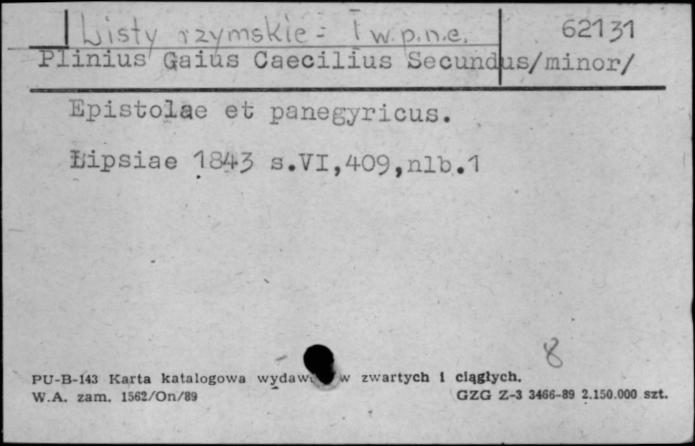 Listy rzymskie - I w.p.n.e. 62131
Plinius Gaius Caecilius Secundus/minor/
Epistolae et panegyricus.
Lipsiae 1843 s.VI,409,nlb.1
8
PU-B-143 Karta katalogowa wydaw w zwartych i ciągłych.
W.A. zam. 1562/On/89 GZG Z-3 3466-89 2.150.000 szt.